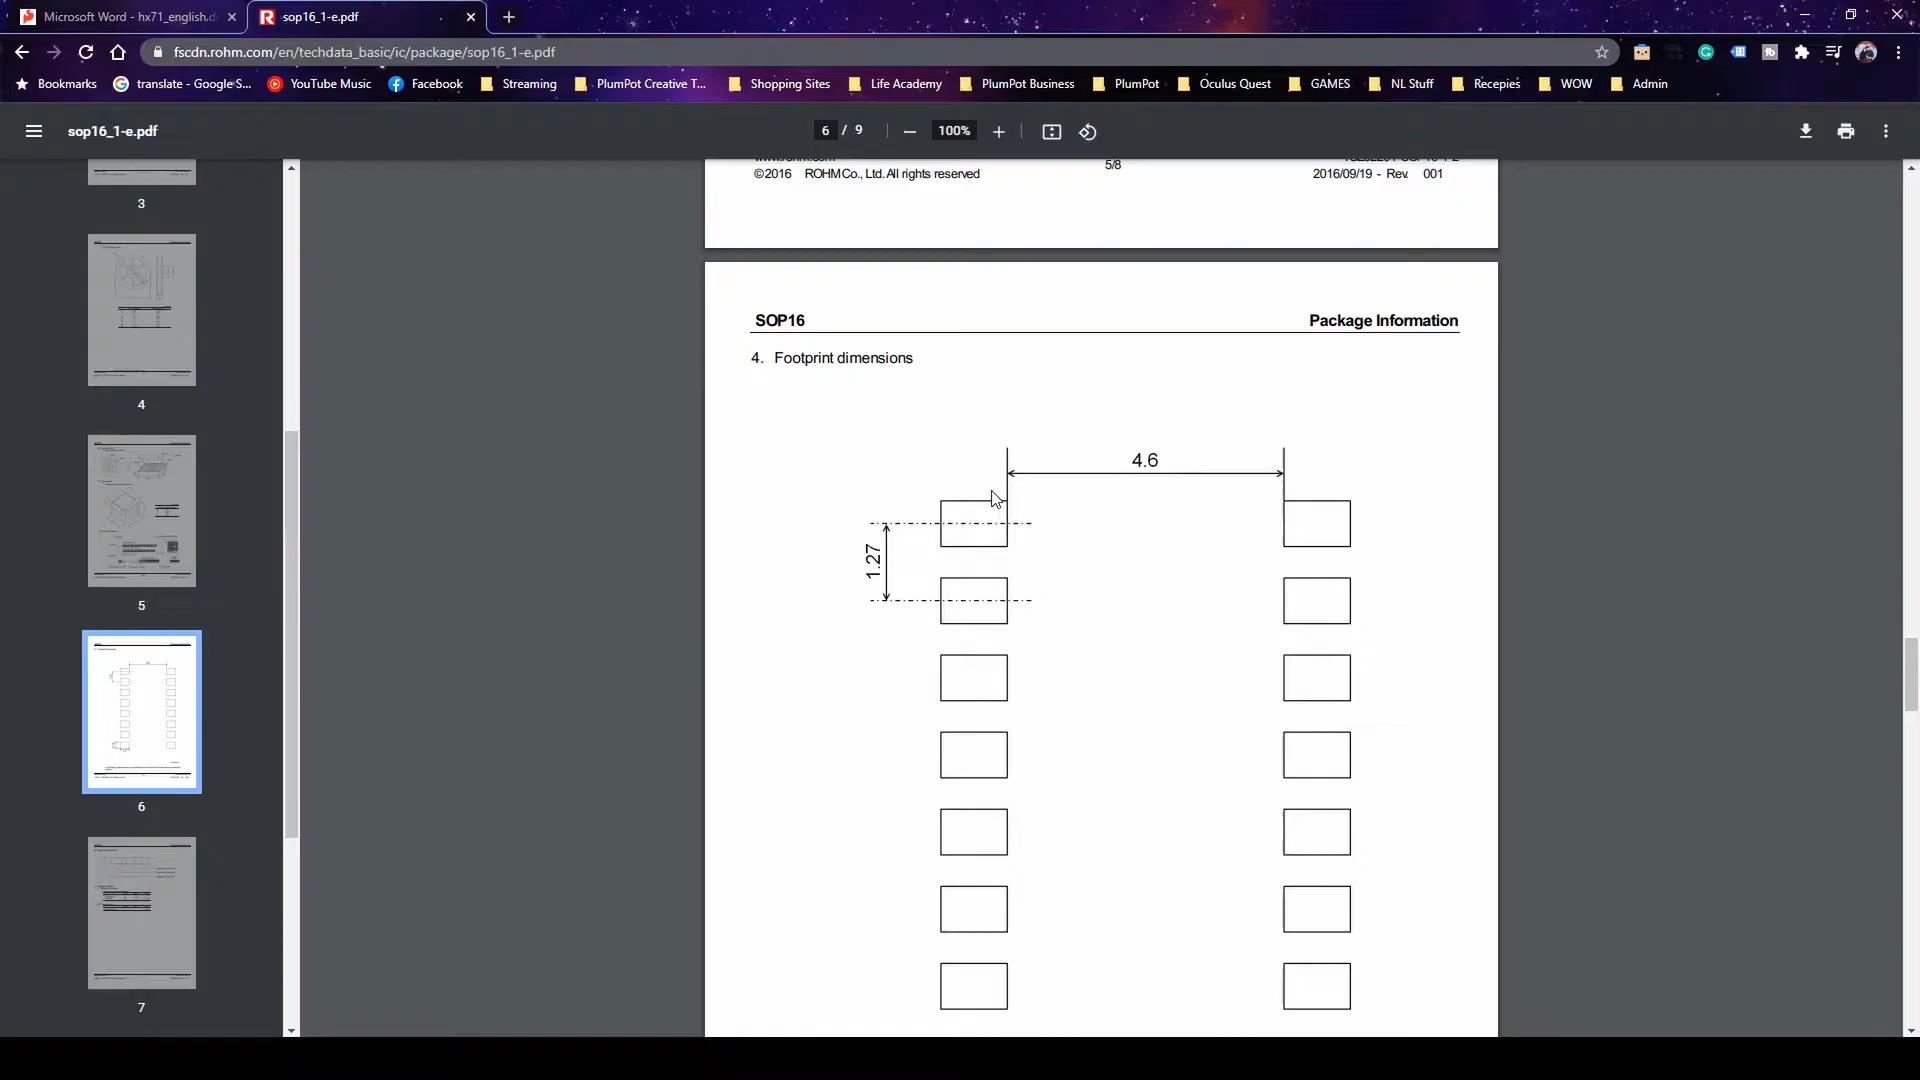 Microsoft Word - hx71_english.d
sop16_1-e.pdf
fscdn.rohm.com/en/techdata_basic/ic/package/sop16_1-e.pdf
Bookmarks translate - Google S... YouTube Music Facebook Streaming PlumPot Creative T... Shopping Sites Life Academy PlumPot Business PlumPot Oculus Quest GAMES NL Stuff Recepies WOW Admin
sop16_1-e.pdf 6 / 9 100%
3
4
5
6
7
www.rohm.com
5/8
©2016 ROHM Co., Ltd. All rights reserved
2016/09/19 - Rev. 001
SOP16 Package Information
4. Footprint dimensions
4.6
1.27